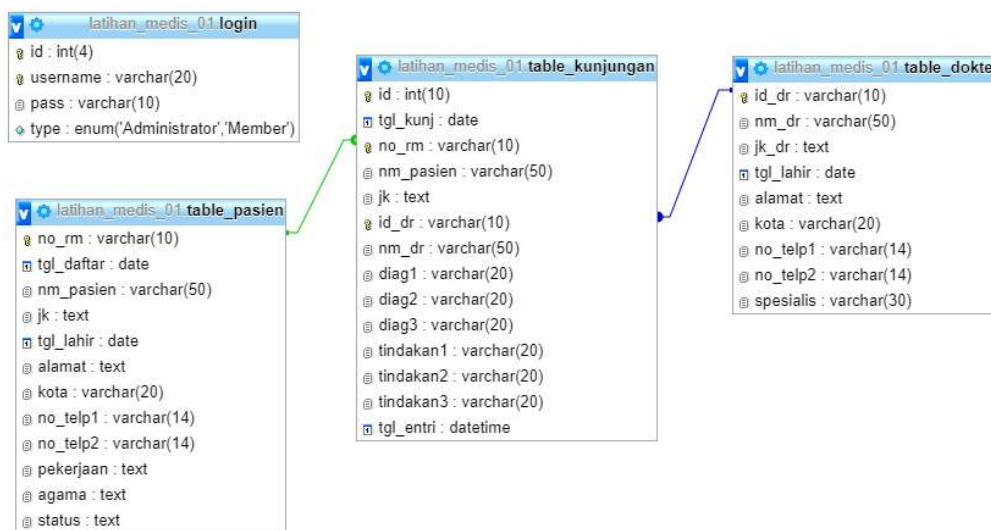 latihan_medis_01 login
id : int(4)
username : varchar(20)
pass : varchar(10)
type : enum('Administrator','Member')
latihan_medis_01 table_pasien
no_rm : varchar(10)
tgl_daftar : date
nm_pasien : varchar(50)
jk : text
tgl_lahir : date
alamat : text
kota : varchar(20)
no_telp1 : varchar(14)
no_telp2 : varchar(14)
pekerjaan : text
agama : text
status : text
latihan_medis_01 table_kunjungan
id : int(10)
tgl_kunj : date
no_rm : varchar(10)
nm_pasien : varchar(50)
jk : text
id_dr : varchar(10)
nm_dr : varchar(50)
diag1 : varchar(20)
diag2 : varchar(20)
diag3 : varchar(20)
tindakan1 : varchar(20)
tindakan2 : varchar(20)
tindakan3 : varchar(20)
tgl_entri : datetime
latihan_medis_01 table_dokte
id_dr : varchar(10)
nm_dr : varchar(50)
jk_dr : text
tgl_lahir : date
alamat : text
kota : varchar(20)
no_telp1 : varchar(14)
no_telp2 : varchar(14)
spesialis : varchar(30)